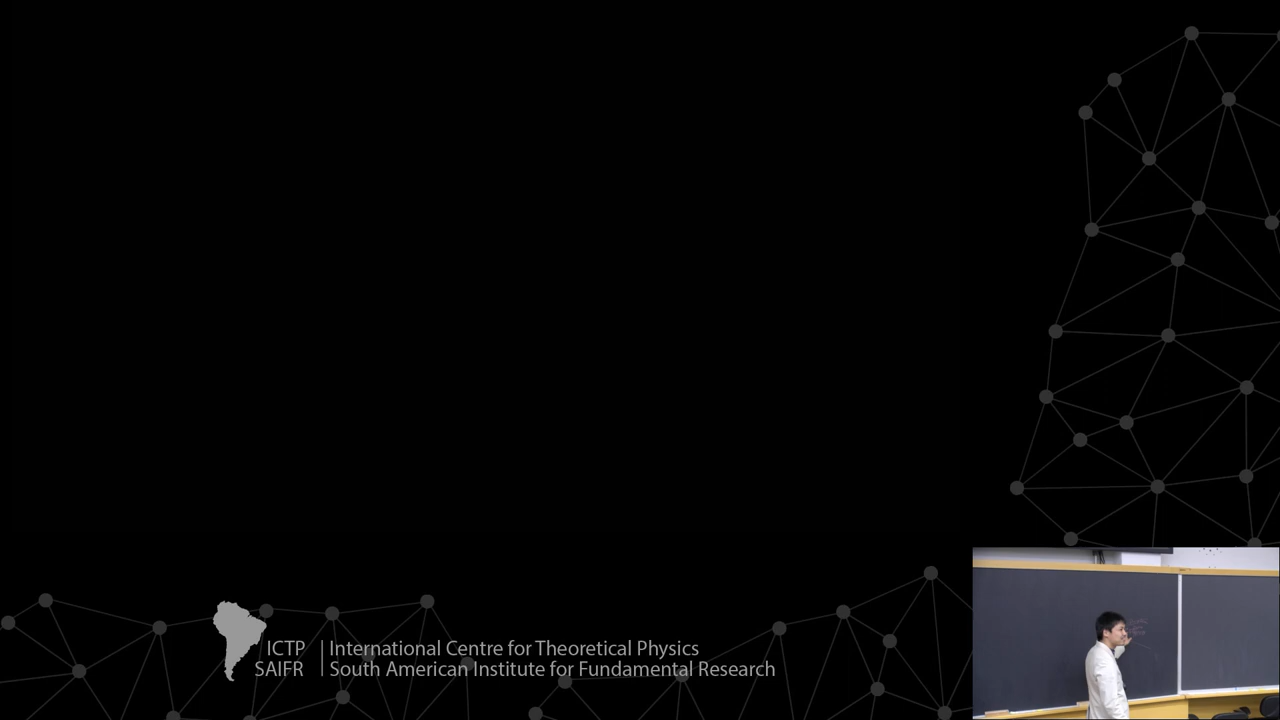 ICTP
SAIFR
International Centre for Theoretical Physics
South American Institute for Fundamental Research